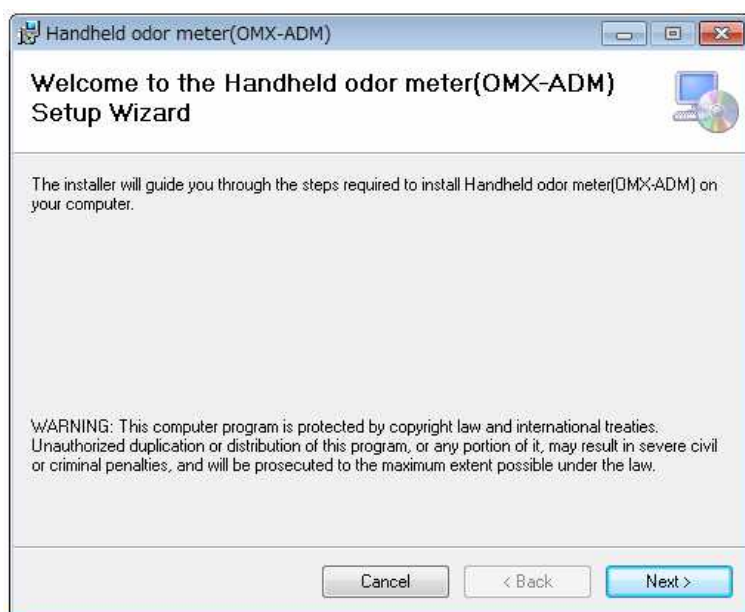 Handheld odor meter(OMX-ADM)
Welcome to the Handheld odor meter(OMX-ADM)
Setup Wizard
The installer will guide you through the steps required to install Handheld odor meter(OMX-ADM) on
your computer.
WARNING: This computer program is protected by copyright law and international treaties.
Unauthorized duplication or distribution of this program, or any portion of it, may result in severe civil
or criminal penalties, and will be prosecuted to the maximum extent possible under the law.
Cancel < Back Next >